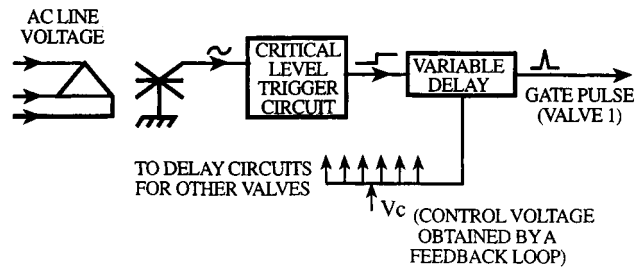 AC LINE
VOLTAGE
CRITICAL
LEVEL
TRIGGER
CIRCUIT
VARIABLE
DELAY
GATE PULSE
(VALVE 1)
TO DELAY CIRCUITS
FOR OTHER VALVES
Vc
(CONTROL VOLTAGE
OBTAINED BY A
FEEDBACK LOOP)